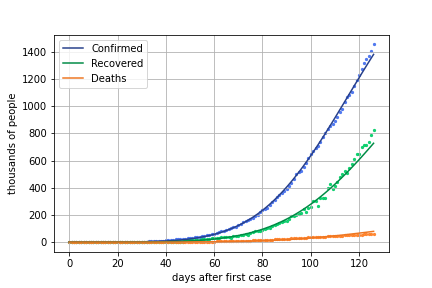 Confirmed
Recovered
Deaths
thousands of people
1400
1200
1000
800
600
400
200
0
0 20 40 60 80 100 120
days after first case